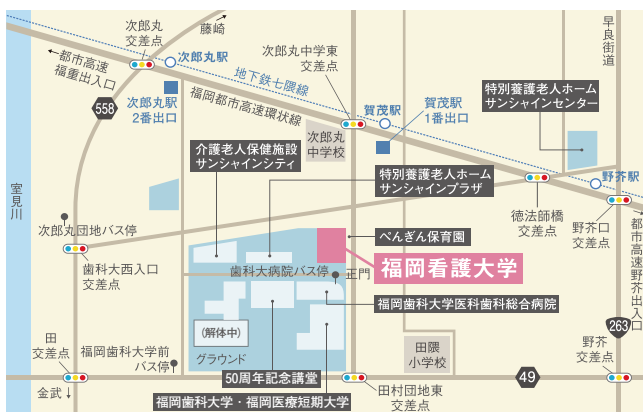 次郎丸
交差点
藤崎
次郎丸中学東
交差点
早良街道
都市高速
福重出入口
次郎丸駅
地下鉄七隈線
福岡都市高速環状線
558
次郎丸駅
2番出口
賀茂駅
賀茂駅
1番出口
特別養護老人ホーム
サンシャインセンター
次郎丸
中学校
介護老人保健施設
サンシャインシティ
特別養護老人ホーム
サンシャインプラザ
野芥駅
室見川
次郎丸団地バス停
徳法師橋
交差点
野芥口
交差点
都市高速野芥出入口
ぺんぎん保育園
福岡看護大学
歯科大西入口
交差点
歯科大病院バス停
正門
福岡歯科大学医科歯科総合病院
263
(解体中)
グラウンド
田
交差点
福岡歯科大学前
バス停
田隈
小学校
野芥
交差点
50周年記念講堂
49
金武
福岡歯科大学・福岡医療短期大学
田村団地東
交差点